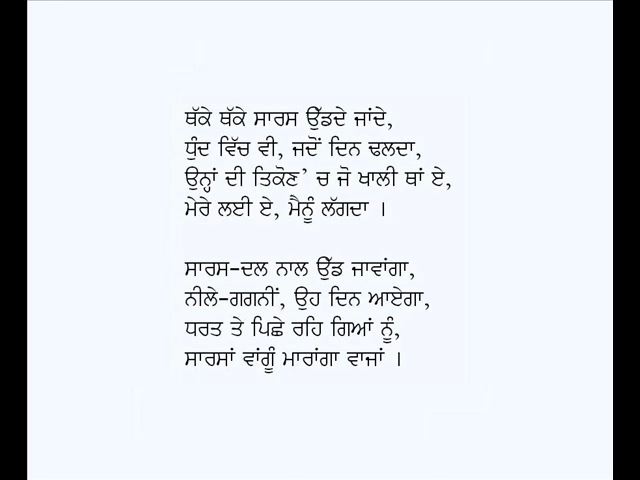 ਥੱਕੇ ਥੱਕੇ ਸਾਰਸ ਉੱਡਦੇ ਜਾਂਦੇ,
ਧੁੰਦ ਵਿੱਚ ਵੀ, ਜਦੋਂ ਦਿਨ ਢਲਦਾ,
ਉਨ੍ਹਾਂ ਦੀ ਤਿਕੋਣ’ ਚ ਜੋ ਖਾਲੀ ਥਾਂ ਏ,
ਮੇਰੇ ਲਈ ਏ, ਮੈਨੂੰ ਲੱਗਦਾ ।
ਸਾਰਸ-ਦਲ ਨਾਲ ਉੱਡ ਜਾਵਾਂਗਾ,
ਨੀਲੇ-ਗਗਨੀਂ, ਉਹ ਦਿਨ ਆਏਗਾ,
ਧਰਤ ਤੇ ਪਿਛੇ ਰਹਿ ਗਿਆਂ ਨੂੰ,
ਸਾਰਸਾਂ ਵਾਂਗੂੰ ਮਾਰਾਂਗਾ ਵਾਜਾਂ ।